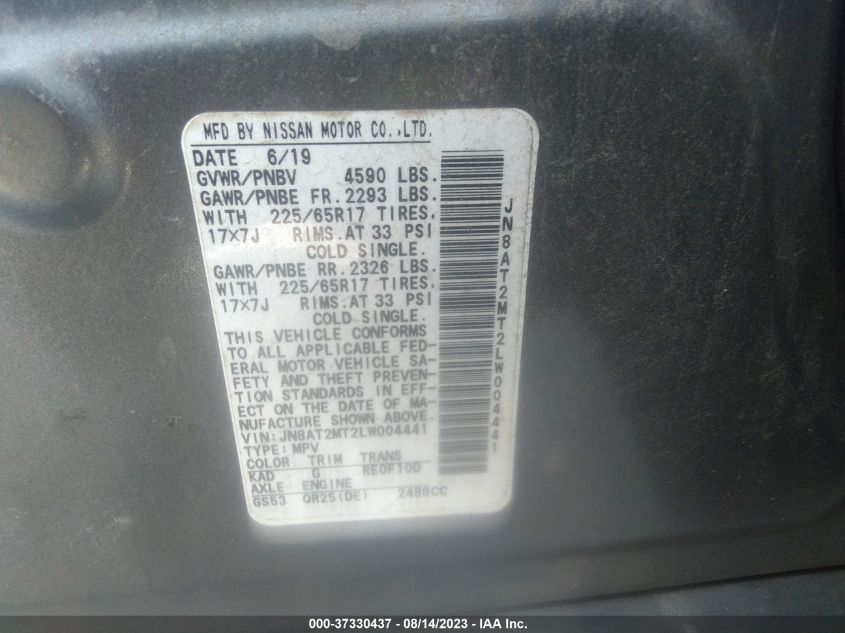 MFD BY NISSAN MOTOR CO.,LTD.
DATE 6/19
GVWR/PNBV 4590 LBS.
GAWR/PNBE FR. 2293 LBS.
WITH 225/65R17 TIRES.
17×7J RIMS. AT 33 PSI
COLD SINGLE.
GAWR/PNBE RR. 2326 LBS.
WITH 225/65R17 TIRES.
17×7J RIMS. AT 33 PSI
COLD SINGLE.
THIS VEHICLE CONFORMS
TO ALL APPLICABLE FED-
ERAL MOTOR VEHICLE SA-
FETY AND THEFT PREVEN-
TION STANDARDS IN EFF-
ECT ON THE DATE OF MA-
NUFACTURE SHOWN ABOVE.
VIN: JN8AT2MT2LW004441
TYPE: MPV
COLOR TRIM TRANS
KAD G RE0F10D
AXLE ENGINE
GS53 QR25(DE) 2488CC
JN8AT2MT2LW004441
000-37330437 - 08/14/2023 - IAA Inc.